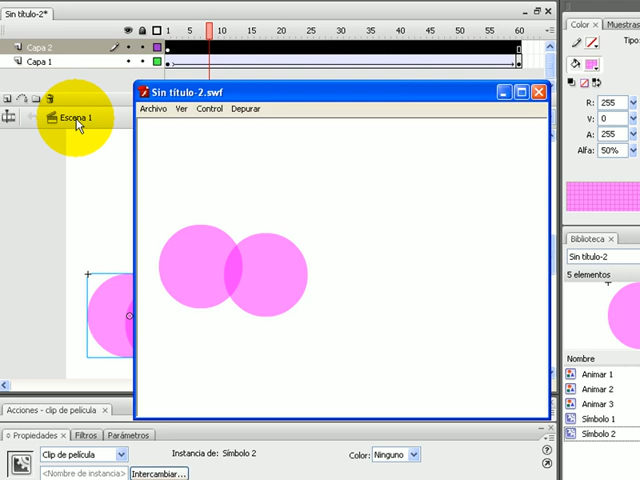 Sin título-2*
1 5 10 15 20 25 30 35 40 45 50 55 60
Capa 2
Capa 1
Escena 1
Sin título-2.swf
Archivo Ver Control Depurar
Color Muestras
Tipo:
R: 255
V: 0
A: 255
Alfa: 50%
Biblioteca
Sin título-2
5 elementos
Nombre
Animar 1
Animar 2
Animar 3
Símbolo 1
Símbolo 2
Acciones - clip de película
Propiedades Filtros Parámetros
Clip de película
Instancia de: Símbolo 2
Color: Ninguno
<Nombre de instancia>
Intercambiar...